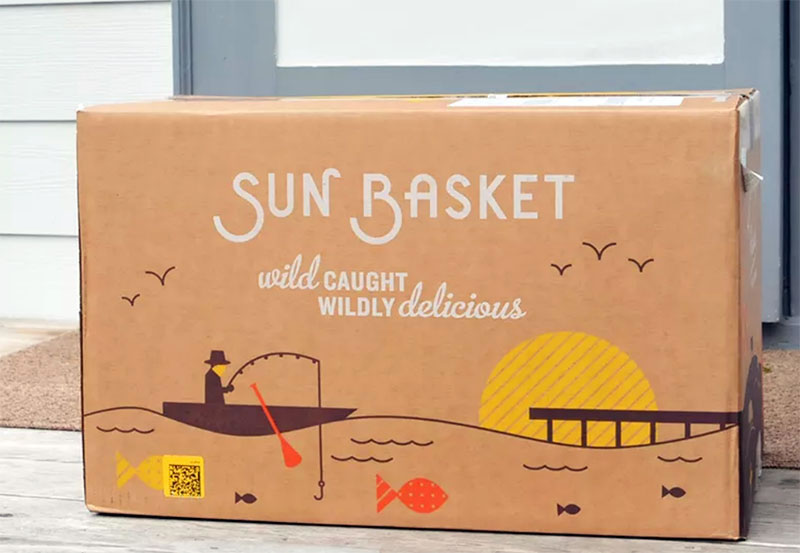 SUN BASKET
wild CAUGHT
WILDLY delicious